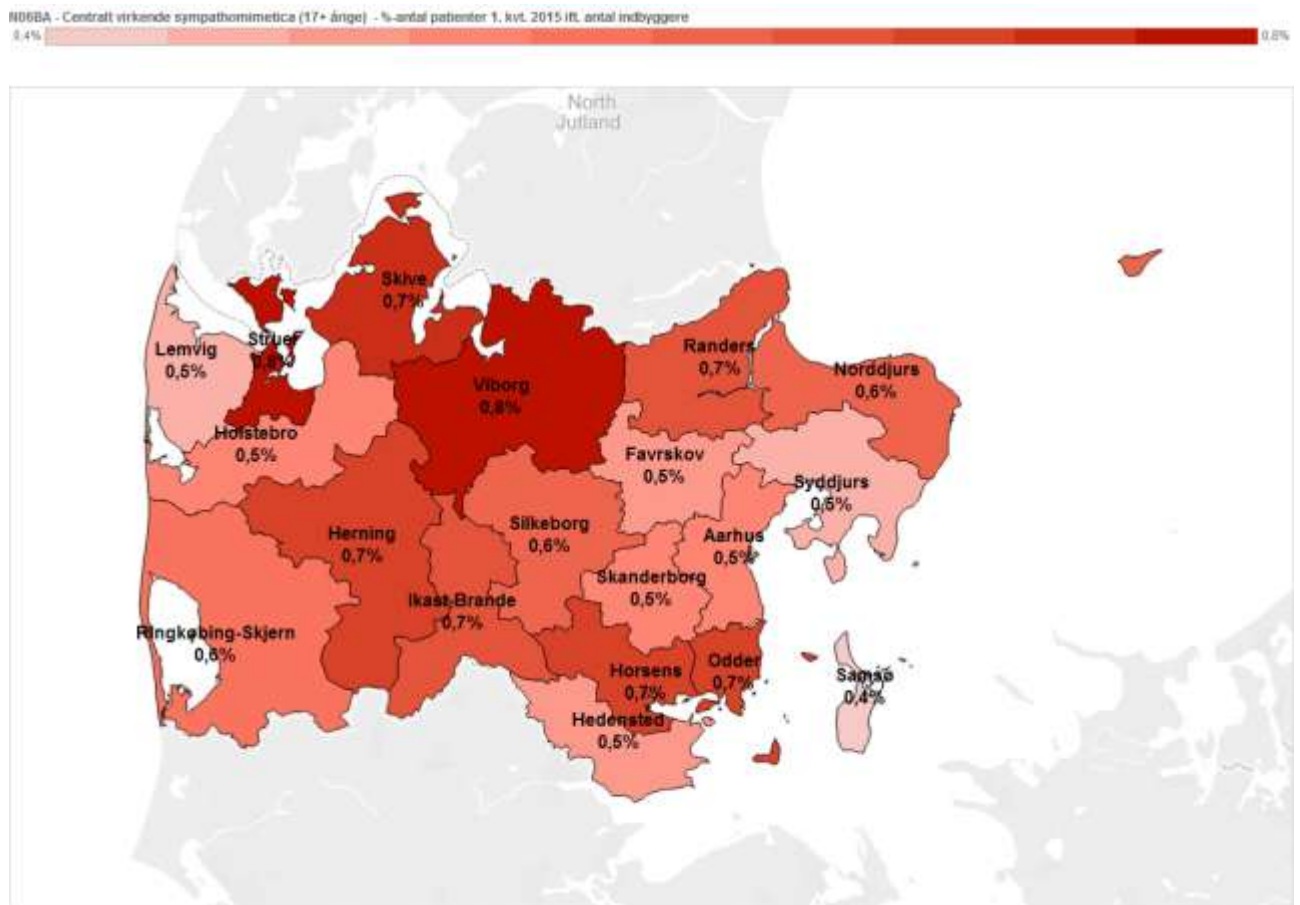 N06BA - Centralt virkende sympathomimetica (17+ årige) - %-antal patienter 1. kvt. 2015 ift. antal indbyggere
0.4%
0.8%
North
Jutland
Skive
0,7%
Lemvig
0,5%
Struer
0,8%
Viborg
0,8%
Randers
0,7%
Norddjurs
0,6%
Holstebro
0,5%
Favrskov
0,5%
Syddjurs
0,5%
Herning
0,7%
Silkeborg
0,6%
Aarhus
0,5%
Skanderborg
0,5%
Ikast-Brande
0,7%
Ringkøbing-Skjern
0,6%
Horsens
0,7%
Odder
0,7%
Samsø
0,4%
Hedensted
0,5%